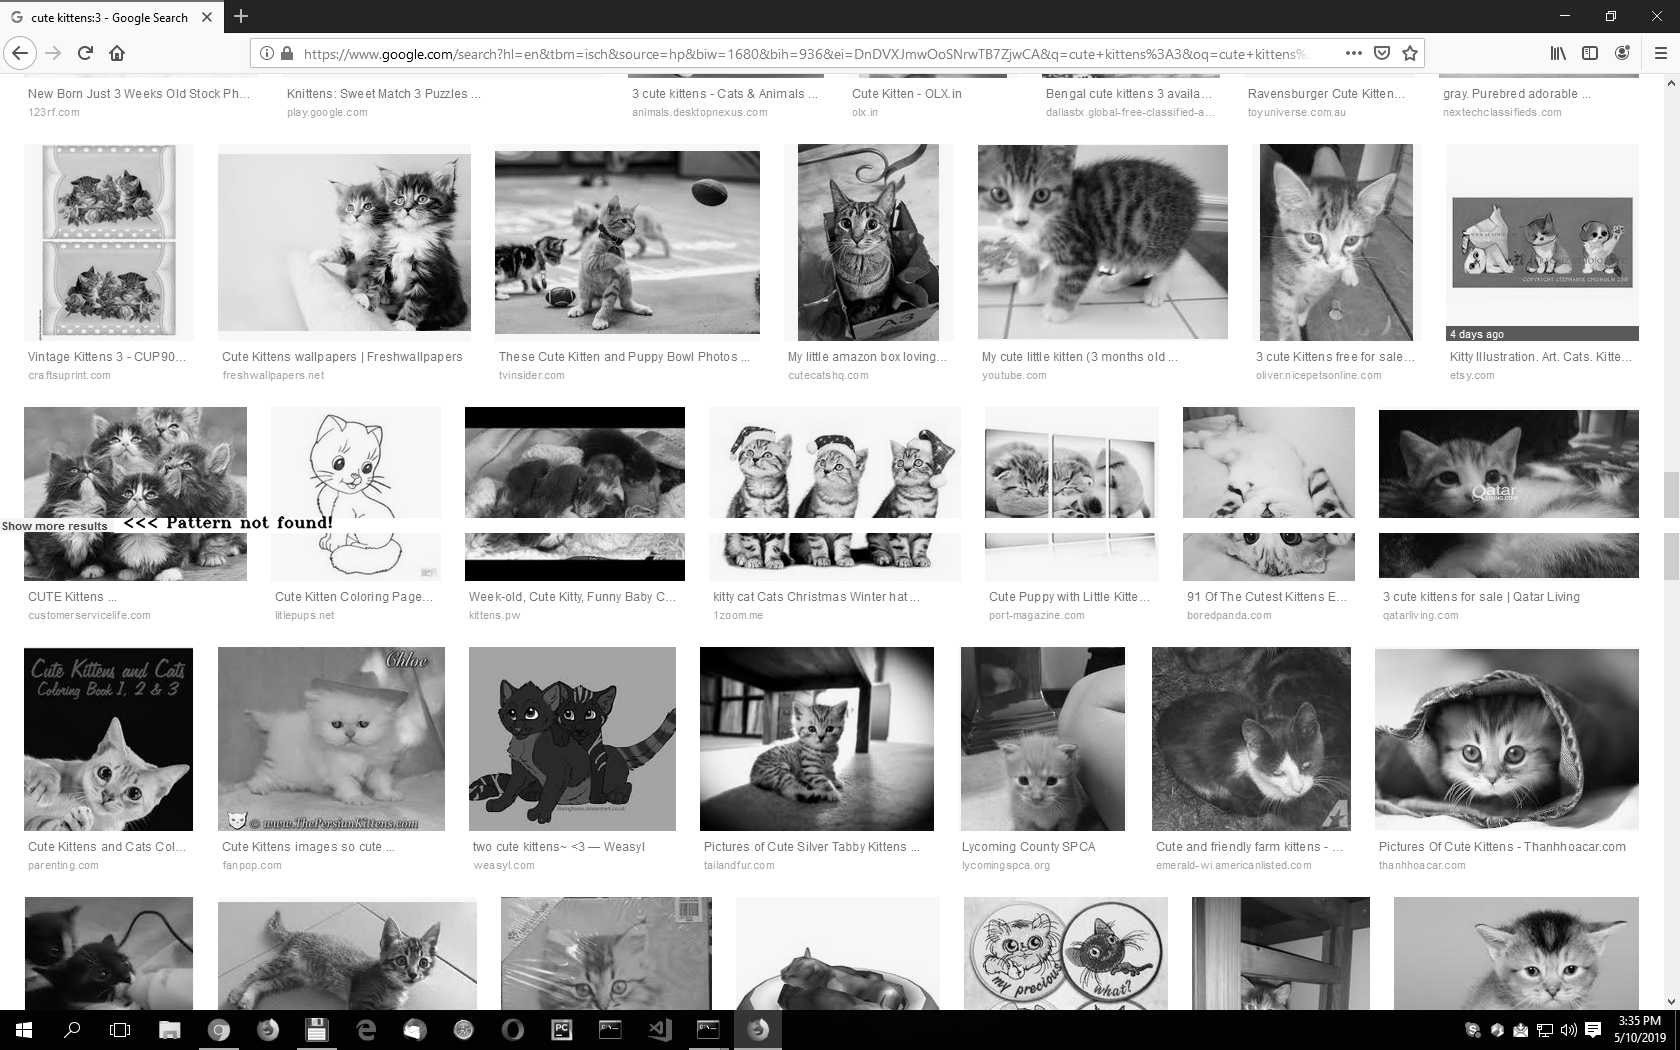 cute kittens:3 - Google Search
https://www.google.com/search?hl=en&tbm=isch&source=hp&biw=1680&bih=936&ei=DnDVXJmwOoSNrwTB7ZjwCA&q=cute+kittens%3A3&oq=cute+kittens%
New Born Just 3 Weeks Old Stock Ph...
Knittens: Sweet Match 3 Puzzles ...
3 cute kittens - Cats & Animals ...
Cute Kitten - OLX.in
Bengal cute kittens 3 availa...
Ravensburger Cute Kitten...
gray. Purebred adorable ...
123rf.com
play.google.com
animals.desktopnexus.com
olx.in
dallastx.global-free-classified-a...
toyuniverse.com.au
nextechclassifieds.com
A3
4 days ago
Vintage Kittens 3 - CUP90...
Cute Kittens wallpapers | Freshwallpapers
These Cute Kitten and Puppy Bowl Photos ...
My little amazon box loving...
My cute little kitten (3 months old ...
3 cute Kittens free for sale...
Kitty Illustration. Art. Cats. Kitte...
craftsuprint.com
freshwallpapers.net
tvinsider.com
cutecatshq.com
youtube.com
oliver.nicepetsonline.com
etsy.com
Qatar
Show more results
<<< Pattern not found!
CUTE Kittens ...
Cute Kitten Coloring Page...
Week-old, Cute Kitty, Funny Baby C...
kitty cat Cats Christmas Winter hat ...
Cute Puppy with Little Kitte...
91 Of The Cutest Kittens E...
3 cute kittens for sale | Qatar Living
customerservicelife.com
litlepups.net
kittens.pw
1zoom.me
port-magazine.com
boredpanda.com
qatarliving.com
Cute Kittens and Cats
Coloring Book 1, 2 & 3
Chloe
© www.ThePersianKittens.com
Cute Kittens and Cats Col...
Cute Kittens images so cute ...
two cute kittens~ <3 — Weasyl
Pictures of Cute Silver Tabby Kittens ...
Lycoming County SPCA
Cute and friendly farm kittens - ...
Pictures Of Cute Kittens - Thanhhoacar.com
parenting.com
fanpop.com
weasyl.com
tailandfur.com
lycomingspca.org
emerald-wi.americanlisted.com
thanhhoacar.com
my precious
what?
3:35 PM
5/10/2019